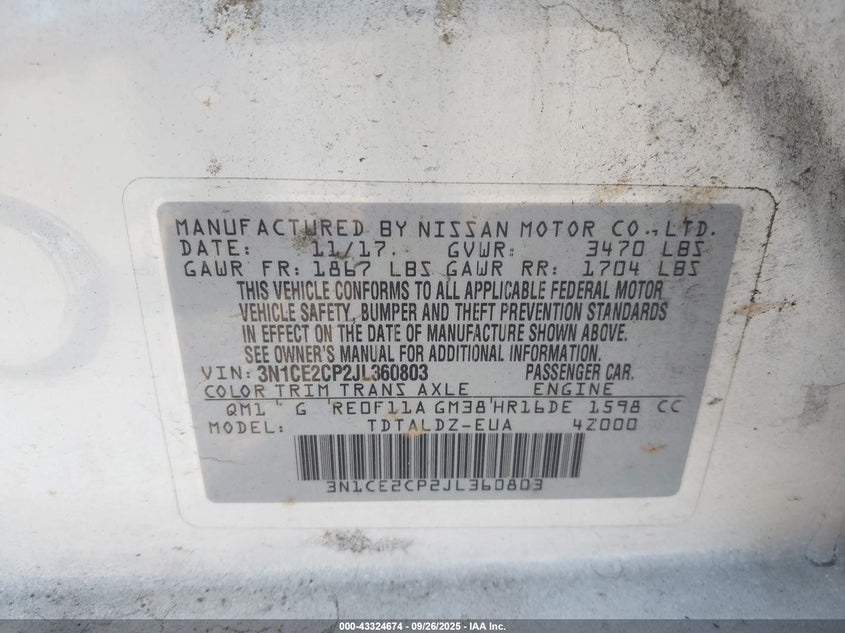 MANUFACTURED BY NISSAN MOTOR CO., LTD.
DATE: 11/17. GVWR: 3470 LBS
GAWR FR: 1867 LBS GAWR RR: 1704 LBS
THIS VEHICLE CONFORMS TO ALL APPLICABLE FEDERAL MOTOR
VEHICLE SAFETY, BUMPER AND THEFT PREVENTION STANDARDS
IN EFFECT ON THE DATE OF MANUFACTURE SHOWN ABOVE.
SEE OWNER'S MANUAL FOR ADDITIONAL INFORMATION.
VIN: 3N1CE2CP2JL360803 PASSENGER CAR.
COLOR TRIM TRANS AXLE ENGINE
QM1 G RE0F11A GM38 HR16DE 1598 CC
MODEL: TDTALDZ-EUA 4Z000
3N1CE2CP2JL360803
000-43324674 - 09/26/2025 - IAA Inc.